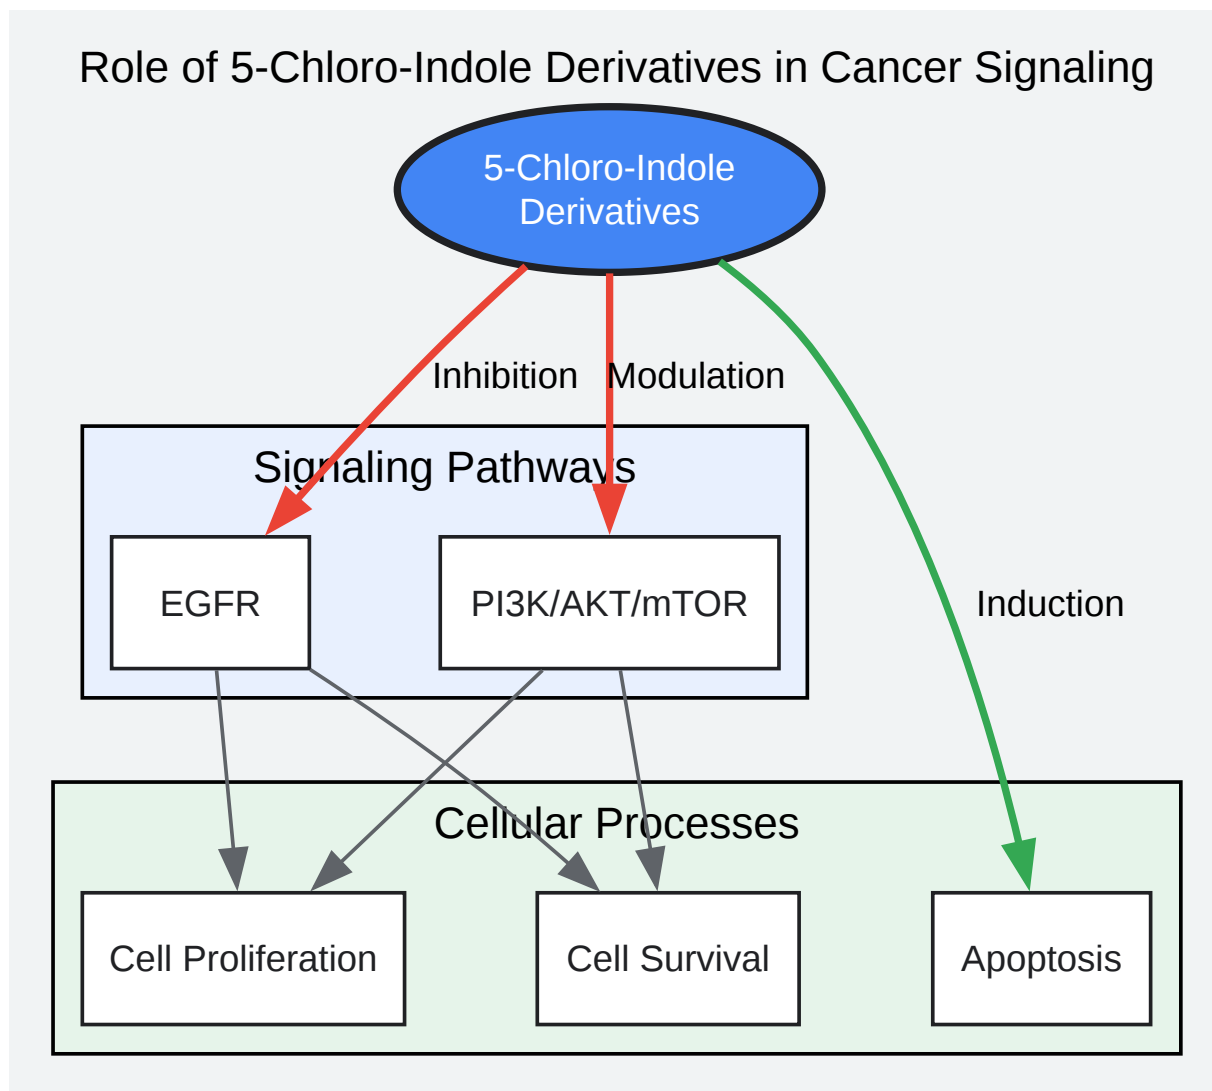 Role of 5-Chloro-Indole Derivatives in Cancer Signaling
5-Chloro-Indole
Derivatives
Inhibition
Modulation
Signaling Pathways
EGFR
PI3K/AKT/mTOR
Induction
Cellular Processes
Cell Proliferation
Cell Survival
Apoptosis